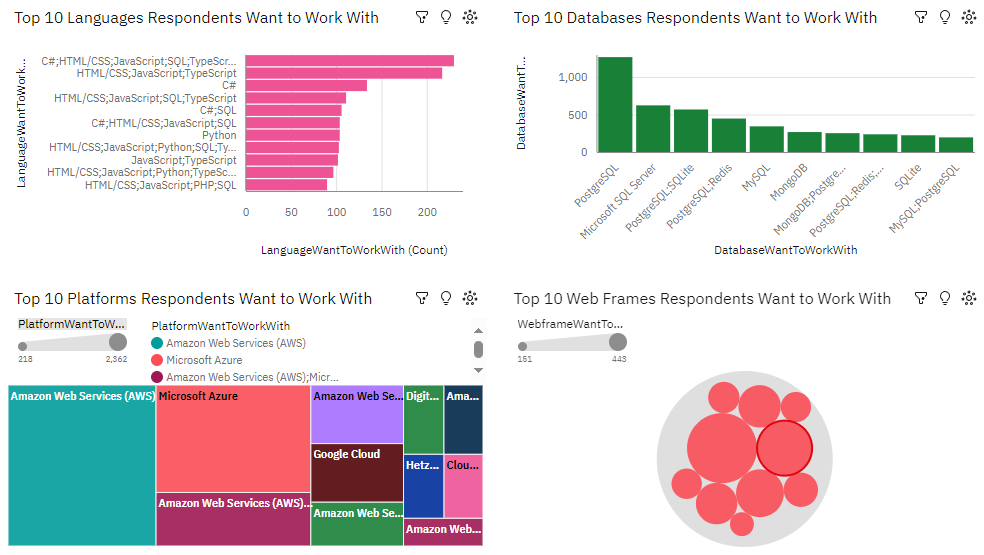 Top 10 Languages Respondents Want to Work With
LanguageWantToWork...
C#;HTML/CSS;JavaScript;SQL;TypeScr...
HTML/CSS;JavaScript;TypeScript
C#
HTML/CSS;JavaScript;SQL;TypeScript
C#;SQL
C#;HTML/CSS;JavaScript;SQL
Python
HTML/CSS;JavaScript;Python;SQL;Ty...
JavaScript;TypeScript
HTML/CSS;JavaScript;Python;TypeSc...
HTML/CSS;JavaScript;PHP;SQL
0 50 100 150 200
LanguageWantToWorkWith (Count)
Top 10 Databases Respondents Want to Work With
DatabaseWantT...
1,000
500
0
PostgreSQL
Microsoft SQL Server
PostgreSQL;SQLite
PostgreSQL;Redis
MySQL
MongoDB
MongoDB;Postgre...
PostgreSQL;Redis;...
SQLite
MySQL;PostgreSQL
DatabaseWantToWorkWith
Top 10 Platforms Respondents Want to Work With
PlatformWantToW...
218 2,362
PlatformWantToWorkWith
Amazon Web Services (AWS)
Microsoft Azure
Amazon Web Services (AWS);Micr...
Amazon Web Services (AWS)
Microsoft Azure
Amazon Web Services (AWS)...
Amazon Web Se...
Google Cloud
Amazon Web Se...
Digit...
Ama...
Hetz...
Clou...
Amazon Web...
Top 10 Web Frames Respondents Want to Work With
WebframeWantTo...
151 443